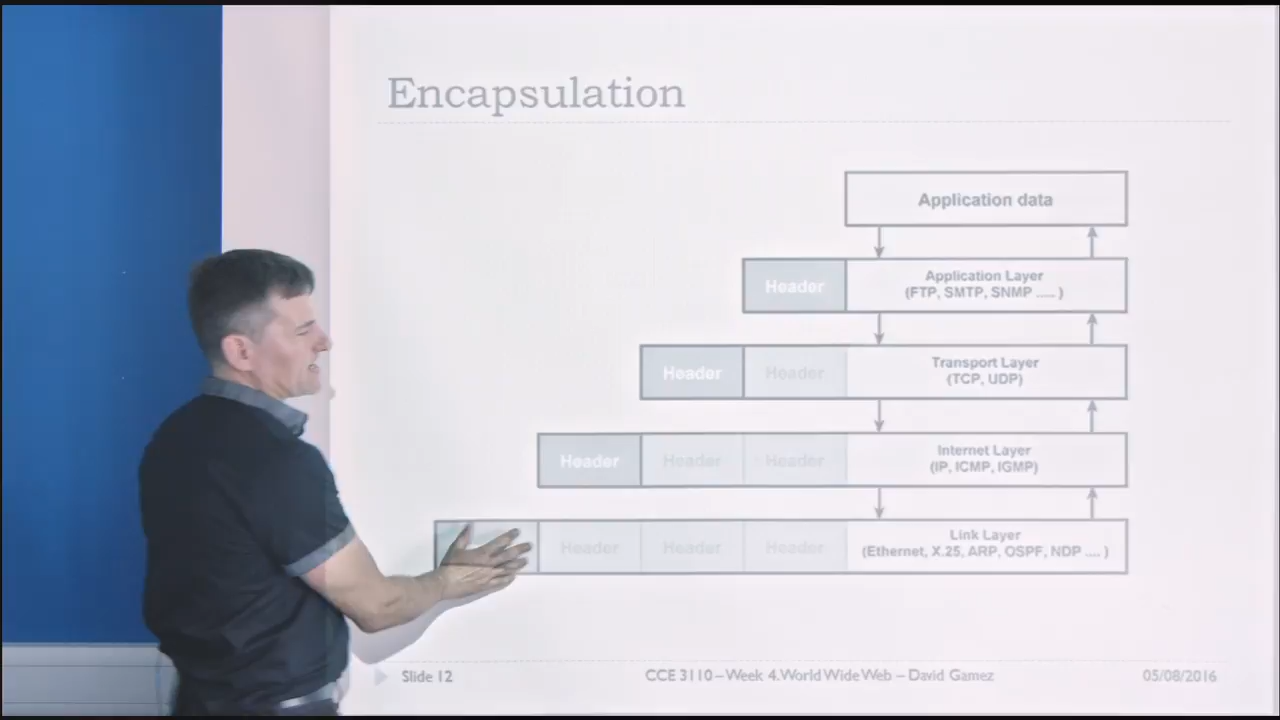 Encapsulation
Application data
Header
Application Layer
(FTP, SMTP, SNMP ..... )
Header
Header
Transport Layer
(TCP, UDP)
Header
Header
Header
Internet Layer
(IP, ICMP, IGMP)
Header
Header
Header
Link Layer
(Ethernet, X.25, ARP, OSPF, NDP .... )
Slide 12
CCE 3110 – Week 4. World Wide Web – David Gamez
05/08/2016